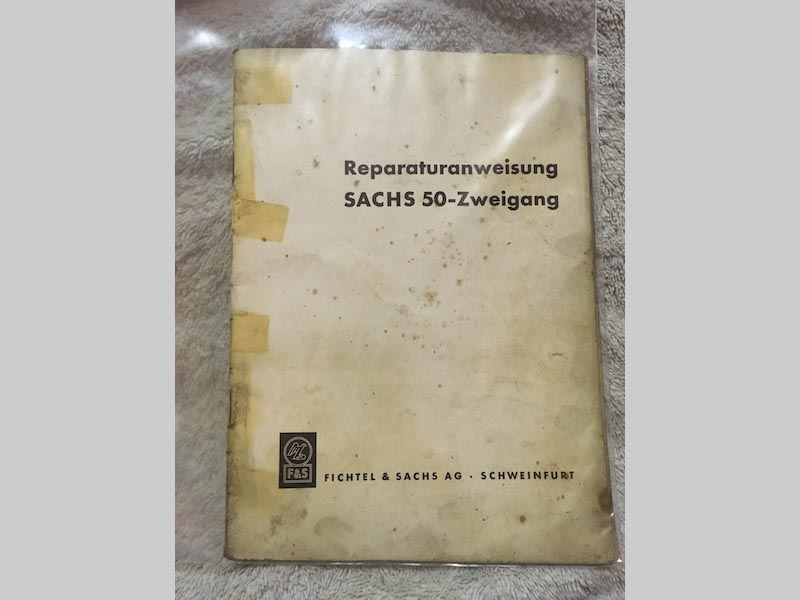 Reparaturanweisung
SACHS 50-Zweigang
F&S
FICHTEL & SACHS AG · SCHWEINFURT